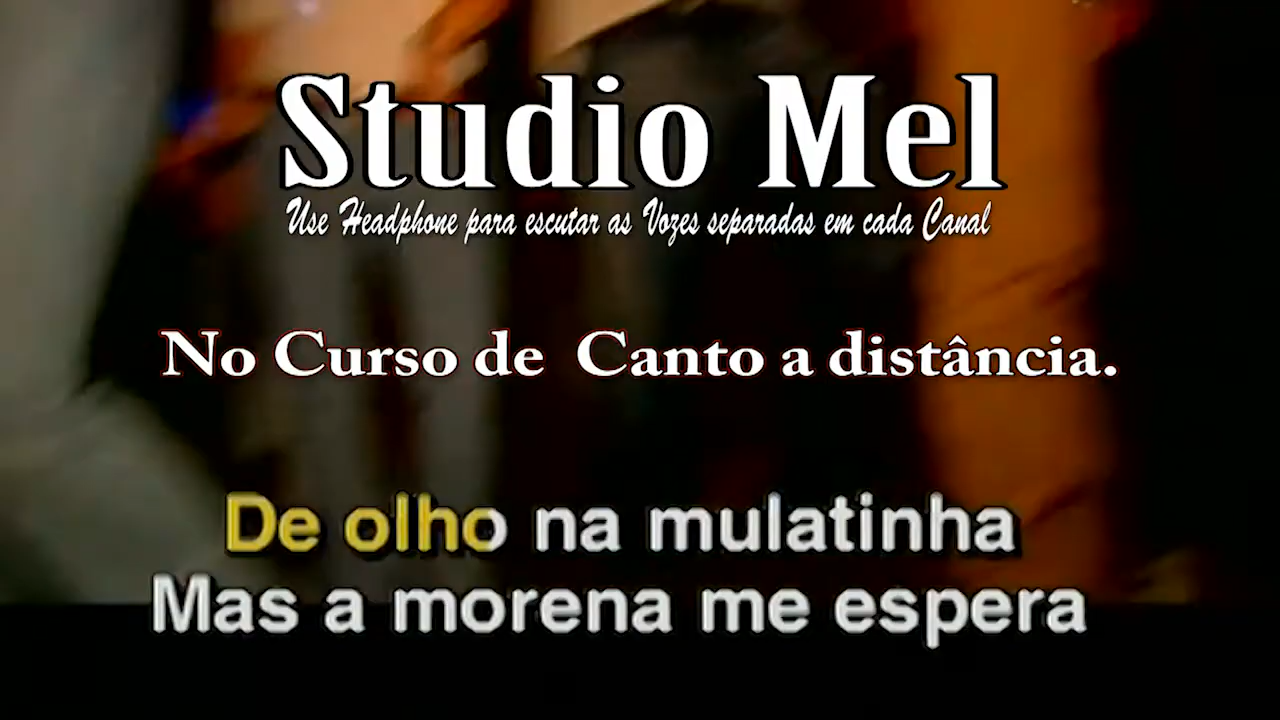 Studio Mel
Use Headphone para escutar as Vozes separadas em cada Canal
No Curso de Canto a distância.
De olho na mulatinha
Mas a morena me espera